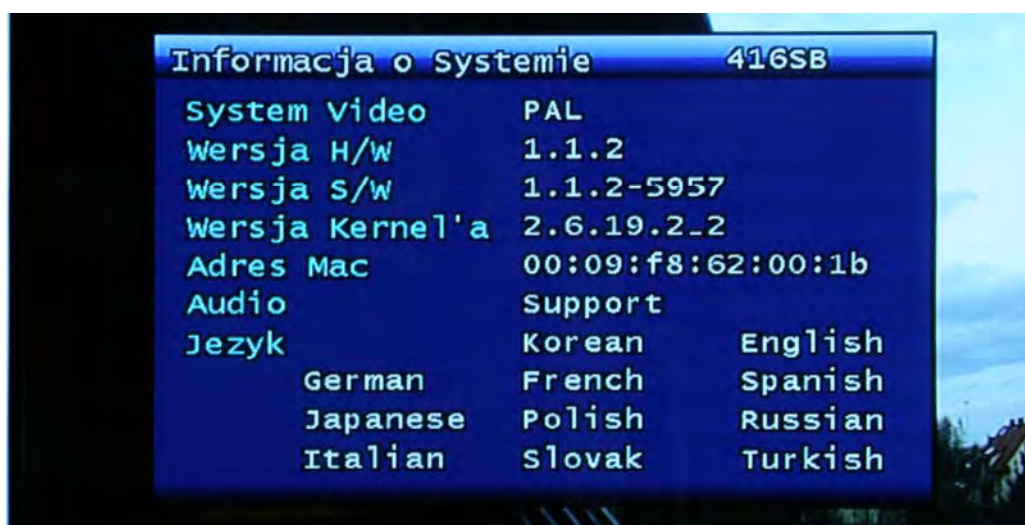 Informacja o Systemie 416SB
System Video PAL
Wersja H/W 1.1.2
Wersja S/W 1.1.2-5957
Wersja Kernel'a 2.6.19.2_2
Adres Mac 00:09:f8:62:00:1b
Audio Support
Jezyk Korean English
German French Spanish
Japanese Polish Russian
Italian Slovak Turkish